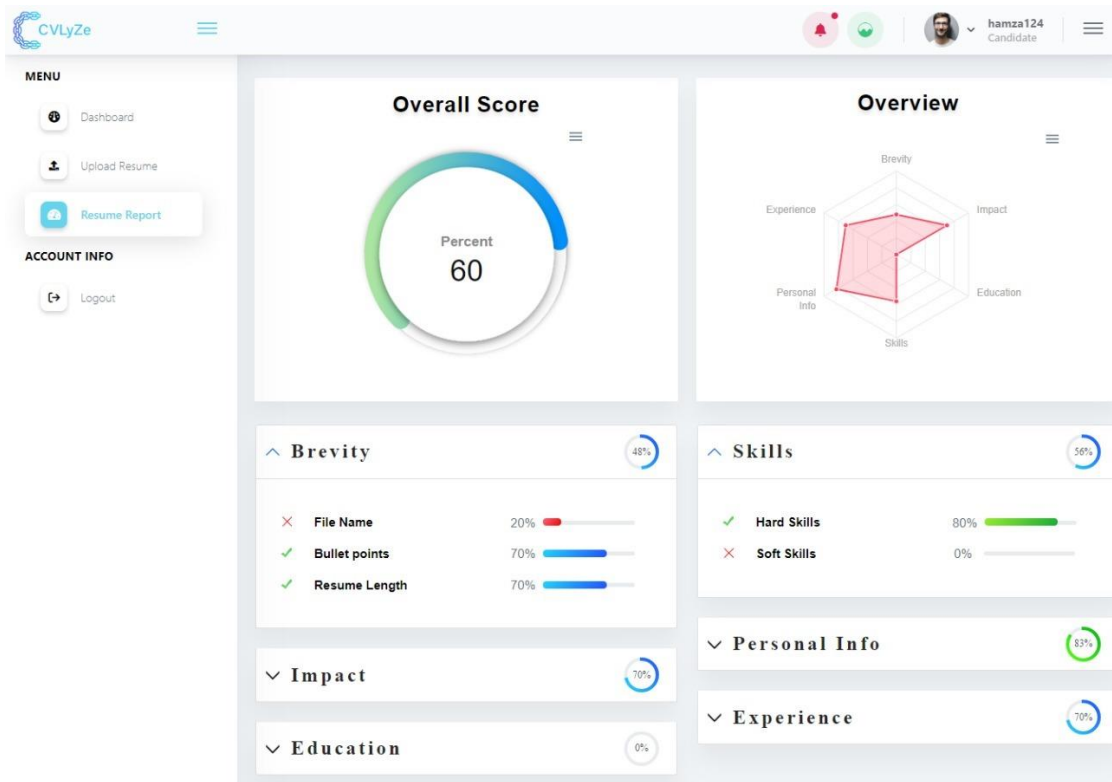 CVLyZe
hamza124
Candidate
MENU
Dashboard
Upload Resume
Resume Report
ACCOUNT INFO
Logout
Overall Score
Percent
60
Overview
Brevity
Impact
Education
Skills
Personal
Info
Experience
Brevity 48%
File Name 20%
Bullet points 70%
Resume Length 70%
Impact 70%
Education 0%
Skills 56%
Hard Skills 80%
Soft Skills 0%
Personal Info 83%
Experience 70%